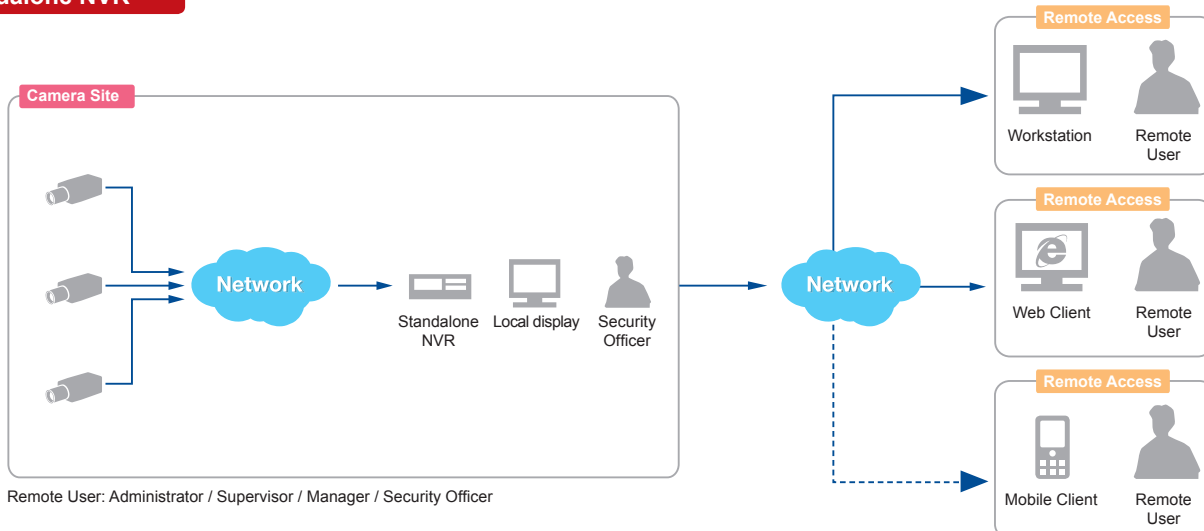 NVR
Camera Site
Network
Standalone
NVR
Local display
Security
Officer
Network
Remote Access
Workstation
Remote
User
Remote Access
Web Client
Remote
User
Remote Access
Mobile Client
Remote
User
Remote User: Administrator / Supervisor / Manager / Security Officer